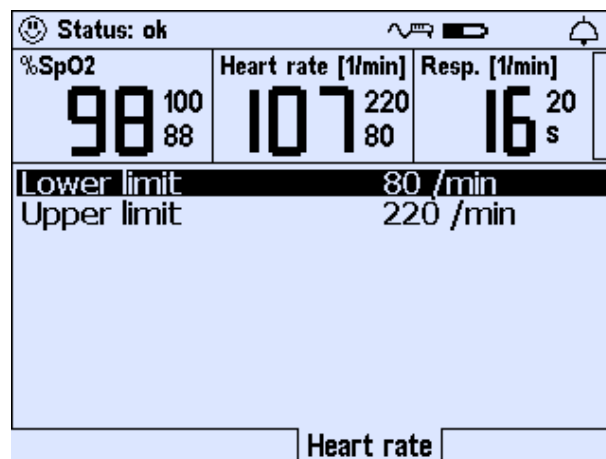 Status: ok
%SpO2
98
100
88
Heart rate [1/min]
107
220
80
Resp. [1/min]
16
20
s
Lower limit 80 /min
Upper limit 220 /min
Heart rate